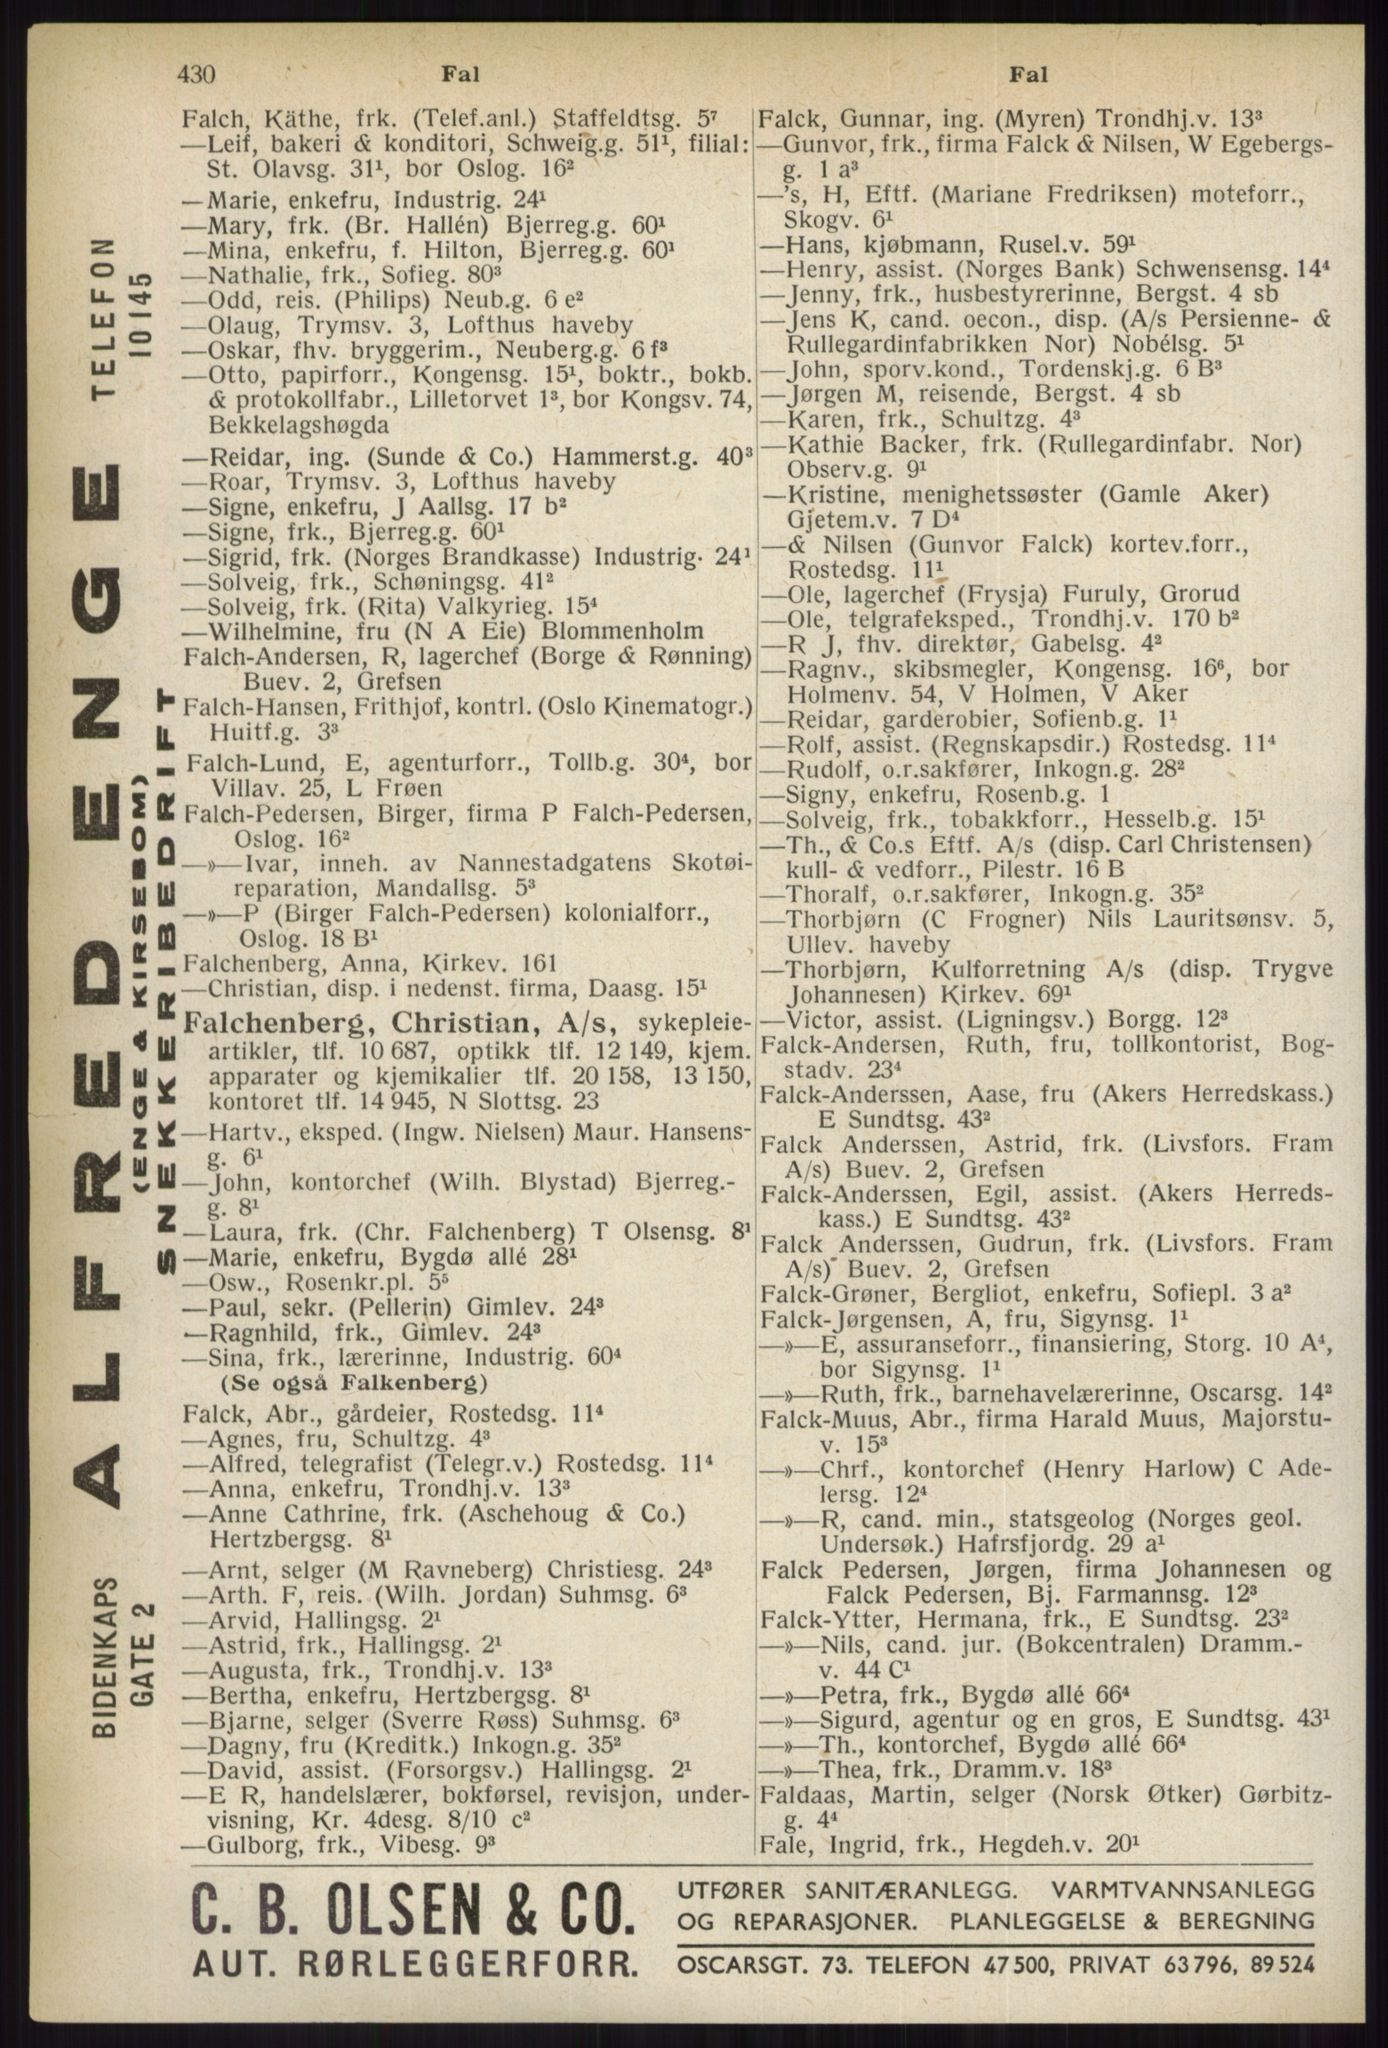 430
Fal
Fal
ALFRED ENGE
(ENGE & KIRSEBOM)
SNEKKERIBEDRIFT
TELEFON
10145
BIDENKAPS
GATE 2
Falch, Käthe, frk. (Telef.anl.) Staffeldtsg. 5⁷
—Leif, bakeri & konditori, Schweig.g. 51¹, filial:
St. Olavsg. 31¹, bor Oslog. 16²
—Marie, enkefru, Industrig. 24¹
—Mary, frk. (Br. Hallén) Bjerreg.g. 60¹
—Mina, enkefru, f. Hilton, Bjerreg.g. 60¹
—Nathalie, frk., Sofieg. 80³
—Odd, reis. (Philips) Neub.g. 6 e²
—Olaug, Trymsv. 3, Lofthus haveby
—Oskar, fhv. bryggerim., Neuberg.g. 6 f³
—Otto, papirforr., Kongensg. 15¹, boktr., bokb.
& protokollfabr., Lilletorvet 1³, bor Kongsv. 74,
Bekkelagshøgda
—Reidar, ing. (Sunde & Co.) Hammerst.g. 40³
—Roar, Trymsv. 3, Lofthus haveby
—Signe, enkefru, J Aallsg. 17 b²
—Signe, frk., Bjerreg.g. 60¹
—Sigrid, frk. (Norges Brandkasse) Industrig. 24¹
—Solveig, frk., Schøningsg. 41²
—Solveig, frk. (Rita) Valkyrieg. 15⁴
—Wilhelmine, fru (N A Eie) Blommenholm
Falch-Andersen, R, lagerchef (Borge & Rønning)
Buev. 2, Grefsen
Falch-Hansen, Frithjof, kontrl. (Oslo Kinematogr.)
Huitf.g. 3³
Falch-Lund, E, agenturforr., Tollb.g. 30⁴, bor
Villav. 25, L Frøen
Falch-Pedersen, Birger, firma P Falch-Pedersen,
Oslog. 16²
—»—Ivar, inneh. av Nannestadgatens Skotøi-
reparation, Mandallsg. 5³
—»—P (Birger Falch-Pedersen) kolonialforr.,
Oslog. 18 B¹
Falchenberg, Anna, Kirkev. 161
—Christian, disp. i nedenst. firma, Daasg. 15¹
Falchenberg, Christian, A/s, sykepleie-
artikler, tlf. 10 687, optikk tlf. 12 149, kjem.
apparater og kjemikalier tlf. 20 158, 13 150,
kontoret tlf. 14 945, N Slottsg. 23
—Hartv., eksped. (Ingw. Nielsen) Maur. Hansens-
g. 6¹
—John, kontorchef (Wilh. Blystad) Bjerreg.-
g. 8¹
—Laura, frk. (Chr. Falchenberg) T Olsensg. 8¹
—Marie, enkefru, Bygdø allé 28¹
—Osw., Rosenkr.pl. 5⁵
—Paul, sekr. (Pellerin) Gimlev. 24³
—Ragnhild, frk., Gimlev. 24³
—Sina, frk., lærerinne, Industrig. 60⁴
(Se også Falkenberg)
Falck, Abr., gårdeier, Rostedsg. 11⁴
—Agnes, fru, Schultzg. 4³
—Alfred, telegrafist (Telegr.v.) Rostedsg. 11⁴
—Anna, enkefru, Trondhj.v. 13³
—Anne Cathrine, frk. (Aschehoug & Co.)
Hertzbergsg. 8¹
—Arnt, selger (M Ravneberg) Christiesg. 24³
—Arth. F, reis. (Wilh. Jordan) Suhmsg. 6³
—Arvid, Hallingsg. 2¹
—Astrid, frk., Hallingsg. 2¹
—Augusta, frk., Trondhj.v. 13³
—Bertha, enkefru, Hertzbergsg. 8¹
—Bjarne, selger (Sverre Røss) Suhmsg. 6³
—Dagny, fru (Kreditk.) Inkogn.g. 35²
—David, assist. (Forsorgsv.) Hallingsg. 2¹
—E R, handelslærer, bokførsel, revisjon, under-
visning, Kr. 4desg. 8/10 c²
—Gulborg, frk., Vibesg. 9³
Falck, Gunnar, ing. (Myren) Trondhj.v. 13³
—Gunvor, frk., firma Falck & Nilsen, W Egebergs-
g. 1 a³
—'s, H, Eftf. (Mariane Fredriksen) moteforr.,
Skogv. 6¹
—Hans, kjøbmann, Rusel.v. 59¹
—Henry, assist. (Norges Bank) Schwensensg. 14⁴
—Jenny, frk., husbestyrerinne, Bergst. 4 sb
—Jens K, cand. oecon., disp. (A/s Persienne- &
Rullegardinfabrikken Nor) Nobélsg. 5¹
—John, sporv.kond., Tordenskj.g. 6 B³
—Jørgen M, reisende, Bergst. 4 sb
—Karen, frk., Schultzg. 4³
—Kathie Backer, frk. (Rullegardinfabr. Nor)
Observ.g. 9¹
—Kristine, menighetssøster (Gamle Aker)
Gjetem.v. 7 D⁴
—& Nilsen (Gunvor Falck) kortev.forr.,
Rostedsg. 11¹
—Ole, lagerchef (Frysja) Furuly, Grorud
—Ole, telgrafeksped., Trondhj.v. 170 b²
—R J, fhv. direktør, Gabelsg. 4²
—Ragnv., skibsmegler, Kongensg. 16⁶, bor
Holmenv. 54, V Holmen, V Aker
—Reidar, garderobier, Sofienb.g. 1¹
—Rolf, assist. (Regnskapsdir.) Rostedsg. 11⁴
—Rudolf, o.r.sakfører, Inkogn.g. 28²
—Signy, enkefru, Rosenb.g. 1
—Solveig, frk., tobakkforr., Hesselb.g. 15¹
—Th., & Co.s Eftf. A/s (disp. Carl Christensen)
kull- & vedforr., Pilestr. 16 B
—Thoralf, o.r.sakfører, Inkogn.g. 35²
—Thorbjørn (C Frogner) Nils Lauritsønsv. 5,
Ullev. haveby
—Thorbjørn, Kulforretning A/s (disp. Trygve
Johannesen) Kirkev. 69¹
—Victor, assist. (Ligningsv.) Borgg. 12³
Falck-Andersen, Ruth, fru, tollkontorist, Bog-
stadv. 23⁴
Falck-Anderssen, Aase, fru (Akers Herredskass.)
E Sundtsg. 43²
Falck Anderssen, Astrid, frk. (Livsfors. Fram
A/s) Buev. 2, Grefsen
Falck-Anderssen, Egil, assist. (Akers Herreds-
kass.) E Sundtsg. 43²
Falck Anderssen, Gudrun, frk. (Livsfors. Fram
A/s) Buev. 2, Grefsen
Falck-Grøner, Bergliot, enkefru, Sofiepl. 3 a²
Falck-Jørgensen, A, fru, Sigynsg. 1¹
—»—E, assuranseforr., finansiering, Storg. 10 A⁴,
bor Sigynsg. 1¹
—»—Ruth, frk., barnehavelærerinne, Oscarsg. 14²
Falck-Muus, Abr., firma Harald Muus, Majorstu-
v. 15³
—»—Chrf., kontorchef (Henry Harlow) C Ade-
lersg. 12⁴
—»—R, cand. min., statsgeolog (Norges geol.
Undersøk.) Hafrsfjordg. 29 a¹
Falck Pedersen, Jørgen, firma Johannesen og
Falck Pedersen, Bj. Farmannsg. 12³
Falck-Ytter, Hermana, frk., E Sundtsg. 23²
—»—Nils, cand. jur. (Bokcentralen) Dramm.-
v. 44 C¹
—»—Petra, frk., Bygdø allé 66⁴
—»—Sigurd, agentur og en gros, E Sundtsg. 43¹
—»—Th., kontorchef, Bygdø allé 66⁴
—»—Thea, frk., Dramm.v. 18³
Faldaas, Martin, selger (Norsk Øtker) Gørbitz-
g. 4⁴
Fale, Ingrid, frk., Hegdeh.v. 20¹
C. B. OLSEN & CO.
AUT. RØRLEGGERFORR.
UTFØRER SANITÆRANLEGG. VARMTVANNSANLEGG
OG REPARASJONER. PLANLEGGELSE & BEREGNING
OSCARSGT. 73. TELEFON 47 500, PRIVAT 63 796, 89 524